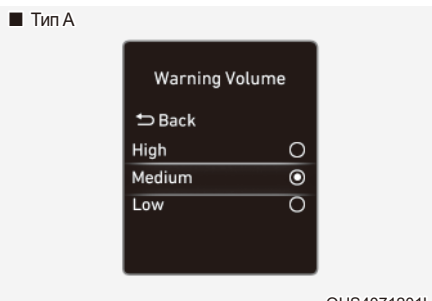 ■ Тип A
Warning Volume
Back
High
Medium
Low